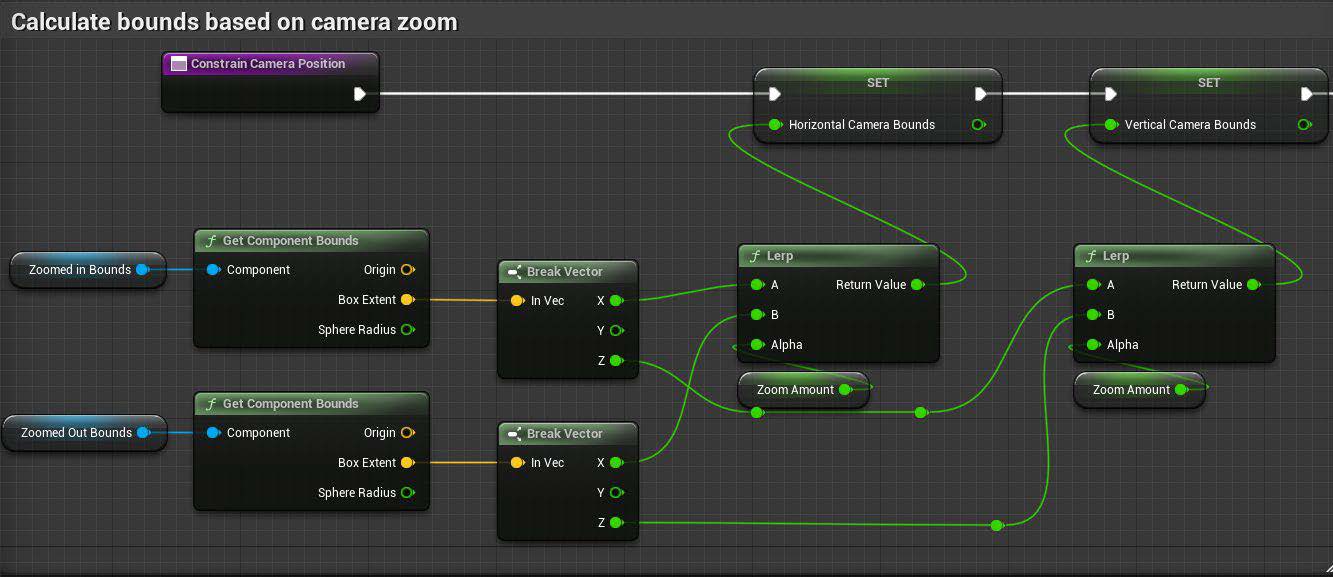 Calculate bounds based on camera zoom
Constrain Camera Position
SET
Horizontal Camera Bounds
SET
Vertical Camera Bounds
Zoomed in Bounds
Get Component Bounds
Component
Origin
Box Extent
Sphere Radius
Break Vector
In Vec
X
Y
Z
Lerp
A
Return Value
B
Alpha
Zoom Amount
Lerp
A
Return Value
B
Alpha
Zoom Amount
Zoomed Out Bounds
Get Component Bounds
Component
Origin
Box Extent
Sphere Radius
Break Vector
In Vec
X
Y
Z